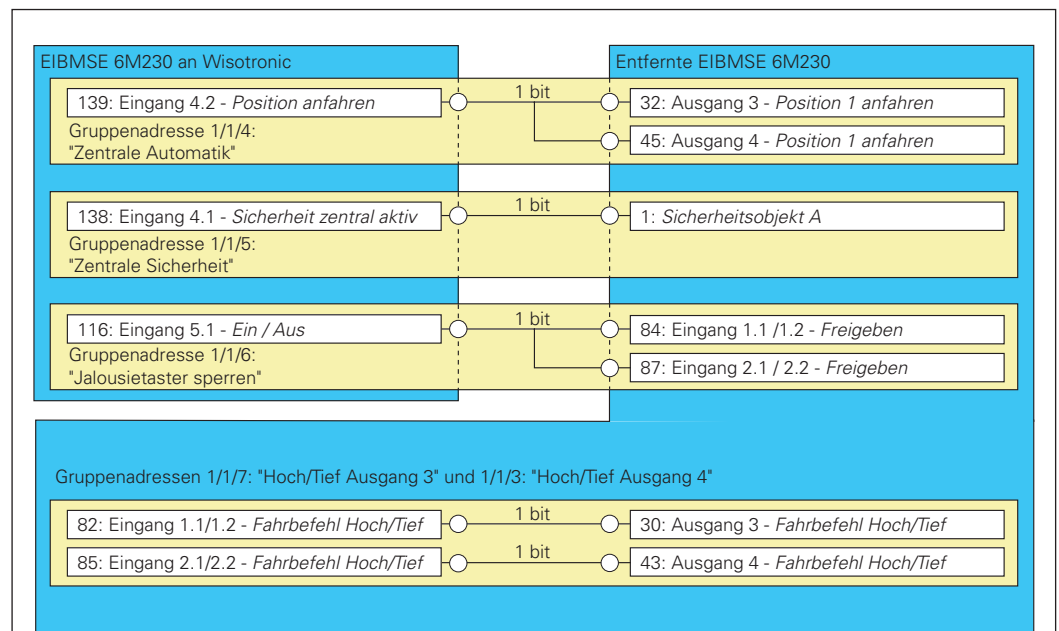 EIBMSE 6M230 an Wisotronic
Entfernte EIBMSE 6M230
139: Eingang 4.2 - Position anfahren
1 bit
32: Ausgang 3 - Position 1 anfahren
Gruppenadresse 1/1/4:
"Zentrale Automatik"
45: Ausgang 4 - Position 1 anfahren
138: Eingang 4.1 - Sicherheit zentral aktiv
1 bit
1: Sicherheitsobjekt A
Gruppenadresse 1/1/5:
"Zentrale Sicherheit"
116: Eingang 5.1 - Ein / Aus
1 bit
84: Eingang 1.1 /1.2 - Freigeben
Gruppenadresse 1/1/6:
"Jalousietaster sperren"
87: Eingang 2.1 / 2.2 - Freigeben
Gruppenadressen 1/1/7: "Hoch/Tief Ausgang 3" und 1/1/3: "Hoch/Tief Ausgang 4"
82: Eingang 1.1/1.2 - Fahrbefehl Hoch/Tief
1 bit
30: Ausgang 3 - Fahrbefehl Hoch/Tief
85: Eingang 2.1/2.2 - Fahrbefehl Hoch/Tief
1 bit
43: Ausgang 4 - Fahrbefehl Hoch/Tief